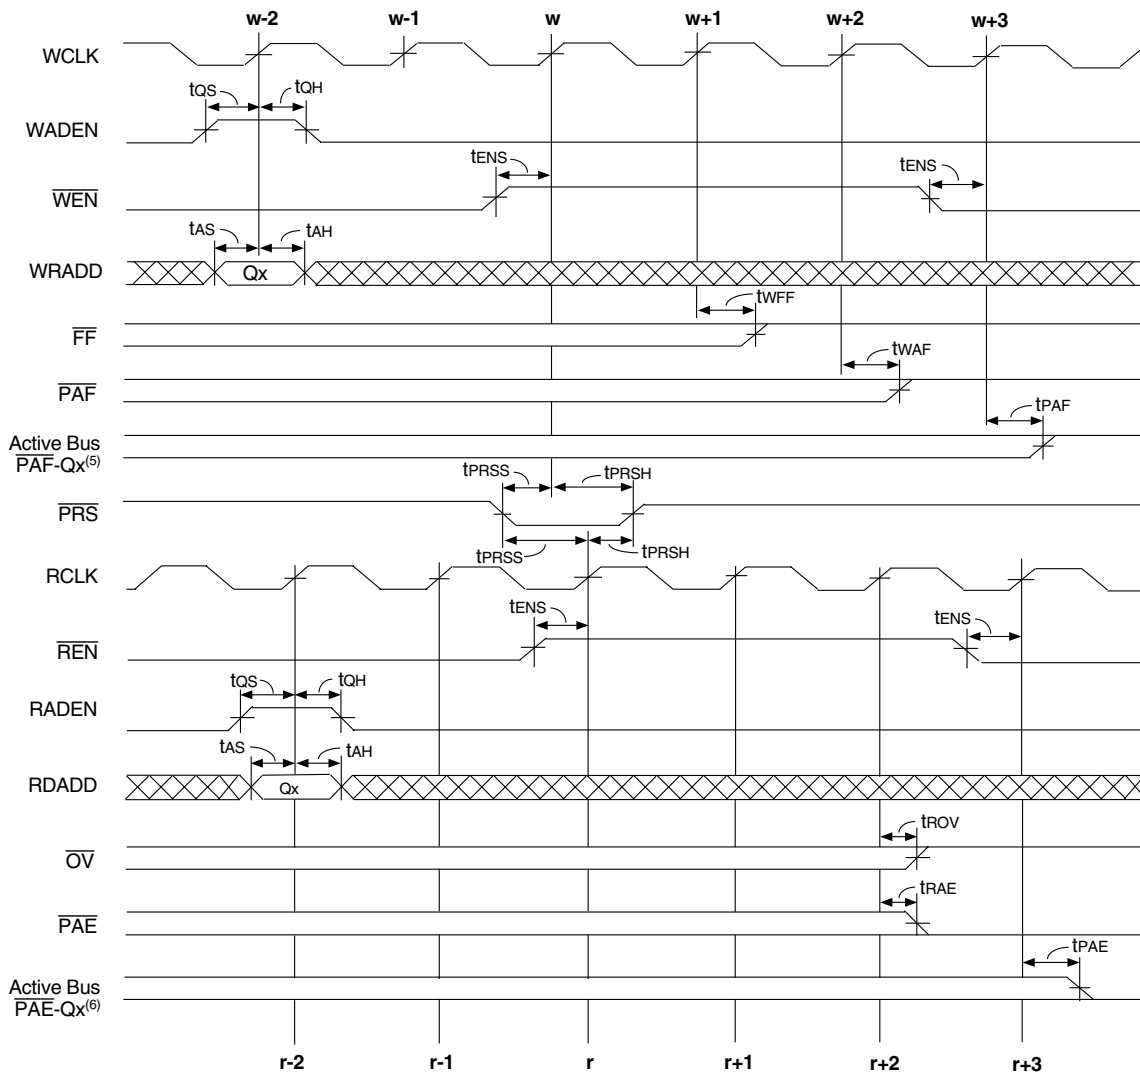 w-2 w-1 w w+1 w+2 w+3
WCLK
tQS tQH
WADEN
tENS tENS
WEN
tAS tAH
WRADD Qx
tWFF
FF
tWAF
PAF
tPAF
Active Bus
PAF-Qx(5)
tPRSS tPRSH
PRS
tPRSS tPRSH
RCLK
tENS tENS
REN
tQS tQH
RADEN
tAS tAH
RDADD Qx
tROV
OV
tRAE
PAE
tPAE
Active Bus
PAE-Qx(6)
r-2 r-1 r r+1 r+2 r+3